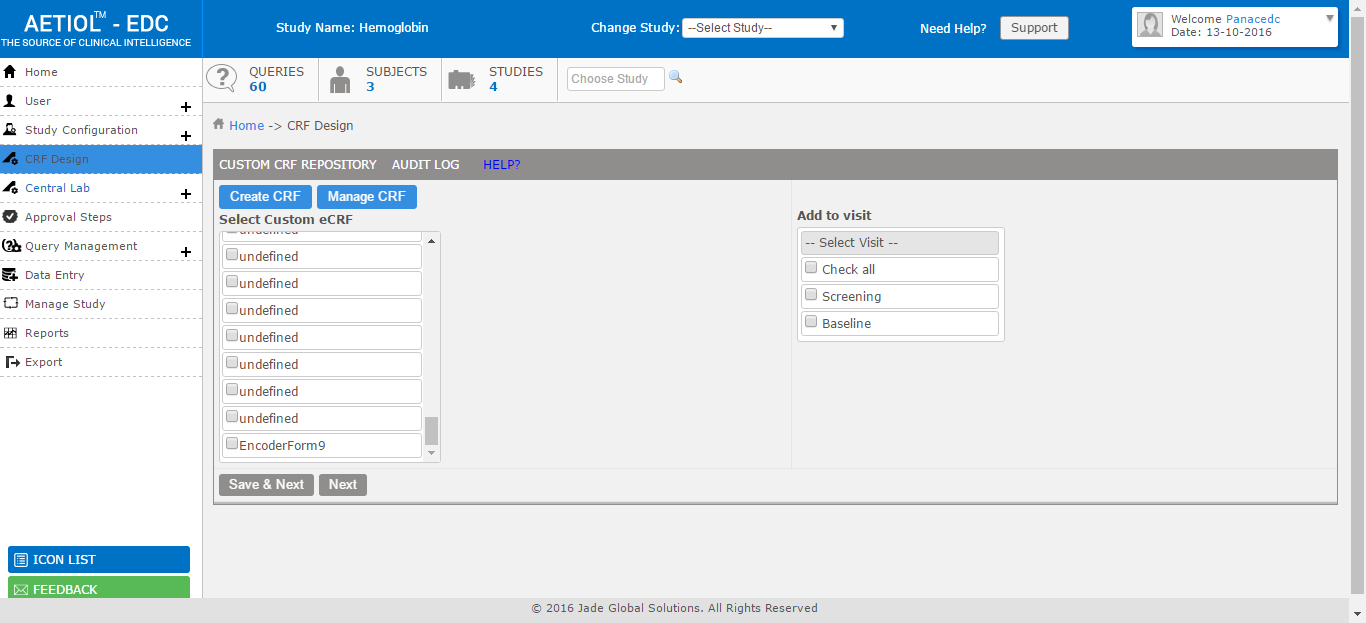 AETIOL™ - EDC
THE SOURCE OF CLINICAL INTELLIGENCE
Study Name: Hemoglobin
Change Study: --Select Study--
Need Help? Support
Welcome Panacedc
Date: 13-10-2016
Home
User
Study Configuration
CRF Design
Central Lab
Approval Steps
Query Management
Data Entry
Manage Study
Reports
Export
ICON LIST
FEEDBACK
QUERIES
60
SUBJECTS
3
STUDIES
4
Choose Study
Home -> CRF Design
CUSTOM CRF REPOSITORY AUDIT LOG HELP?
Create CRF Manage CRF
Select Custom eCRF
undefined
undefined
undefined
undefined
undefined
undefined
undefined
undefined
EncoderForm9
Add to visit
-- Select Visit --
Check all
Screening
Baseline
Save & Next Next
© 2016 Jade Global Solutions. All Rights Reserved